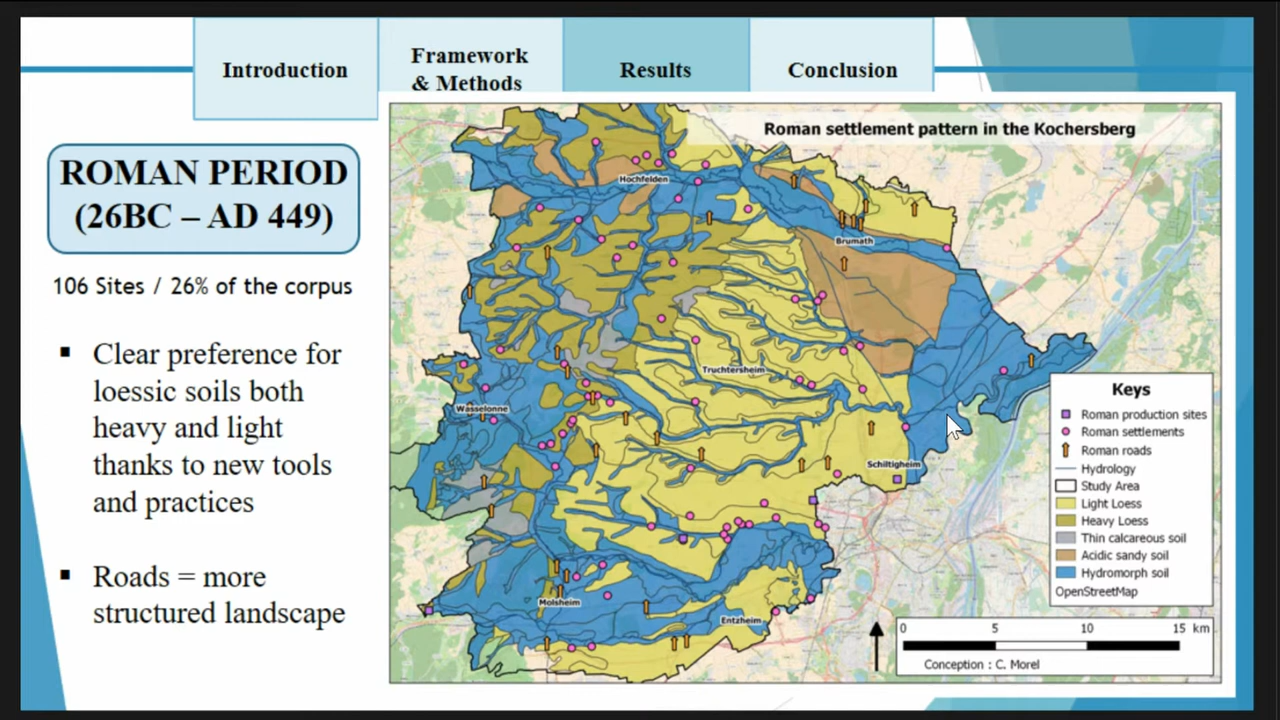 Introduction
Framework
& Methods
Results
Conclusion
ROMAN PERIOD
(26BC – AD 449)
106 Sites / 26% of the corpus
▪ Clear preference for
loessic soils both
heavy and light
thanks to new tools
and practices
▪ Roads = more
structured landscape
Roman settlement pattern in the Kochersberg
Hochfelden
Brumath
Truchtersheim
Wasselonne
Schiltigheim
Molsheim
Entzheim
Keys
Roman production sites
Roman settlements
Roman roads
Hydrology
Study Area
Light Loess
Heavy Loess
Thin calcareous soil
Acidic sandy soil
Hydromorph soil
OpenStreetMap
0 5 10 15 km
Conception : C. Morel